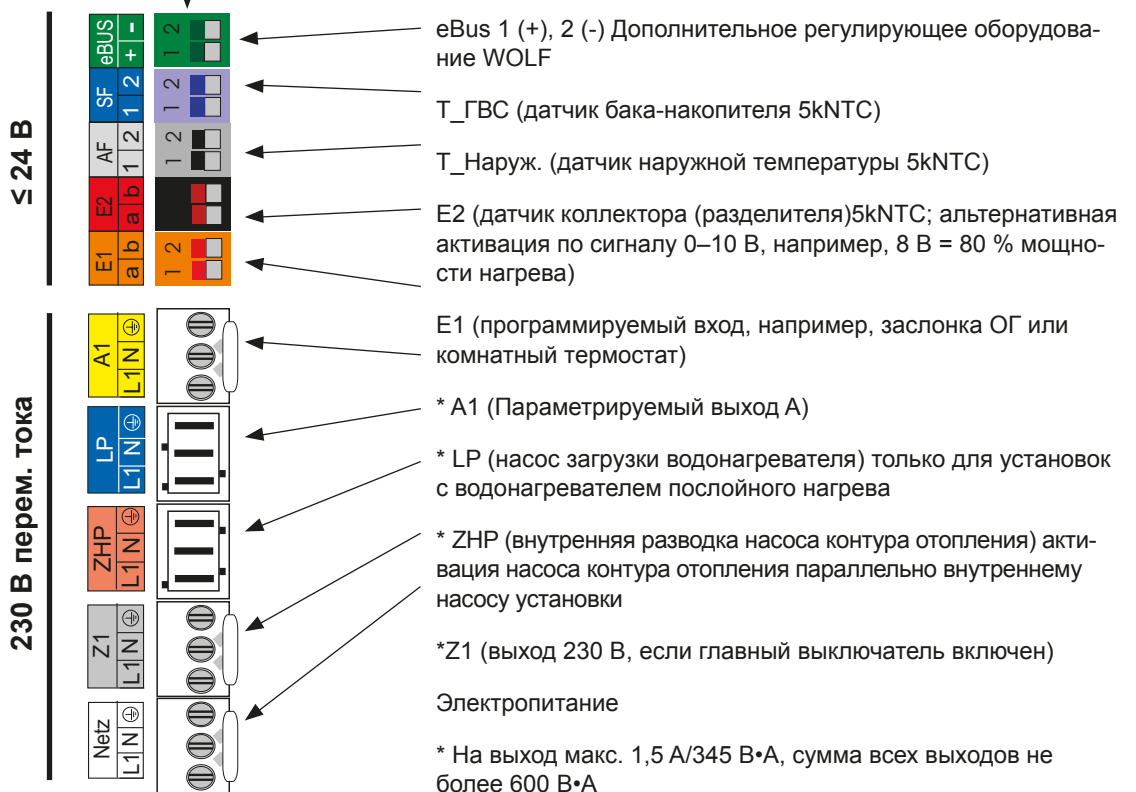 ≤ 24 В
230 В перем. тока
eBUS + -
1 2
SF 1 2
1 2
AF 1 2
1 2
E2 a b
E1 a b
1 2
A1 L1 N
LP L1 N
ZHP L1 N
Z1 L1 N
Netz L1 N
eBus 1 (+), 2 (-) Дополнительное регулирующее оборудова-
ние WOLF
Т_ГВС (датчик бака-накопителя 5kNTC)
Т_Наруж. (датчик наружной температуры 5kNTC)
E2 (датчик коллектора (разделителя)5kNTC; альтернативная
активация по сигналу 0–10 В, например, 8 В = 80 % мощно-
сти нагрева)
E1 (программируемый вход, например, заслонка ОГ или
комнатный термостат)
* A1 (Параметрируемый выход А)
* LP (насос загрузки водонагревателя) только для установок
с водонагревателем послойного нагрева
* ZHP (внутренняя разводка насоса контура отопления) акти-
вация насоса контура отопления параллельно внутреннему
насосу установки
*Z1 (выход 230 В, если главный выключатель включен)
Электропитание
* На выход макс. 1,5 А/345 В•А, сумма всех выходов не
более 600 В•А